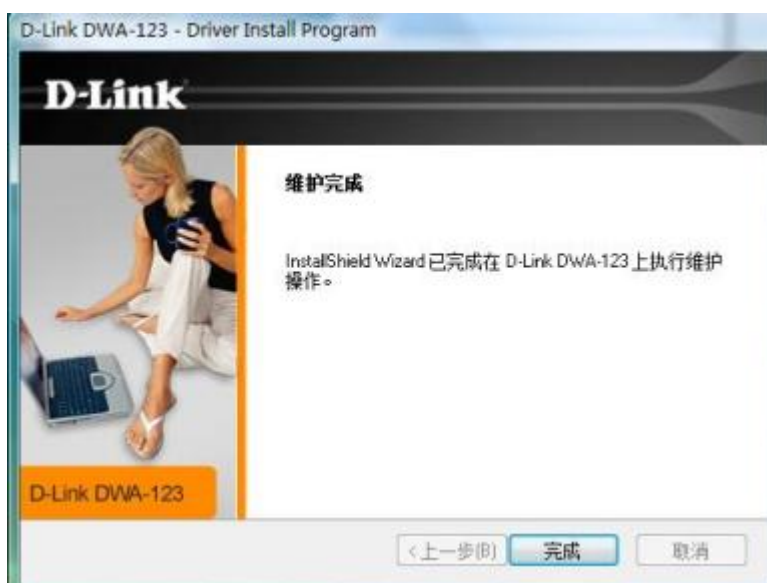 D-Link DWA-123 - Driver Install Program
D-Link
维护完成
InstallShield Wizard 已完成在 D-Link DWA-123 上执行维护
操作。
D-Link DWA-123
<上一步(B)
完成
取消